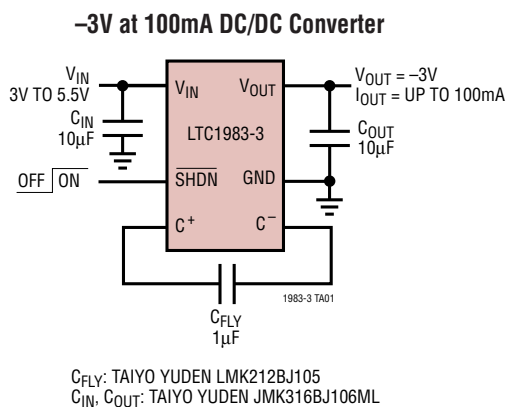 –3V at 100mA DC/DC Converter
VIN
3V TO 5.5V
CIN
10µF
OFF ON
VIN
VOUT
LTC1983-3
SHDN
GND
C+
C–
VOUT = –3V
IOUT = UP TO 100mA
COUT
10µF
1983-3 TA01
CFLY
1µF
CFLY: TAIYO YUDEN LMK212BJ105
CIN, COUT: TAIYO YUDEN JMK316BJ106ML